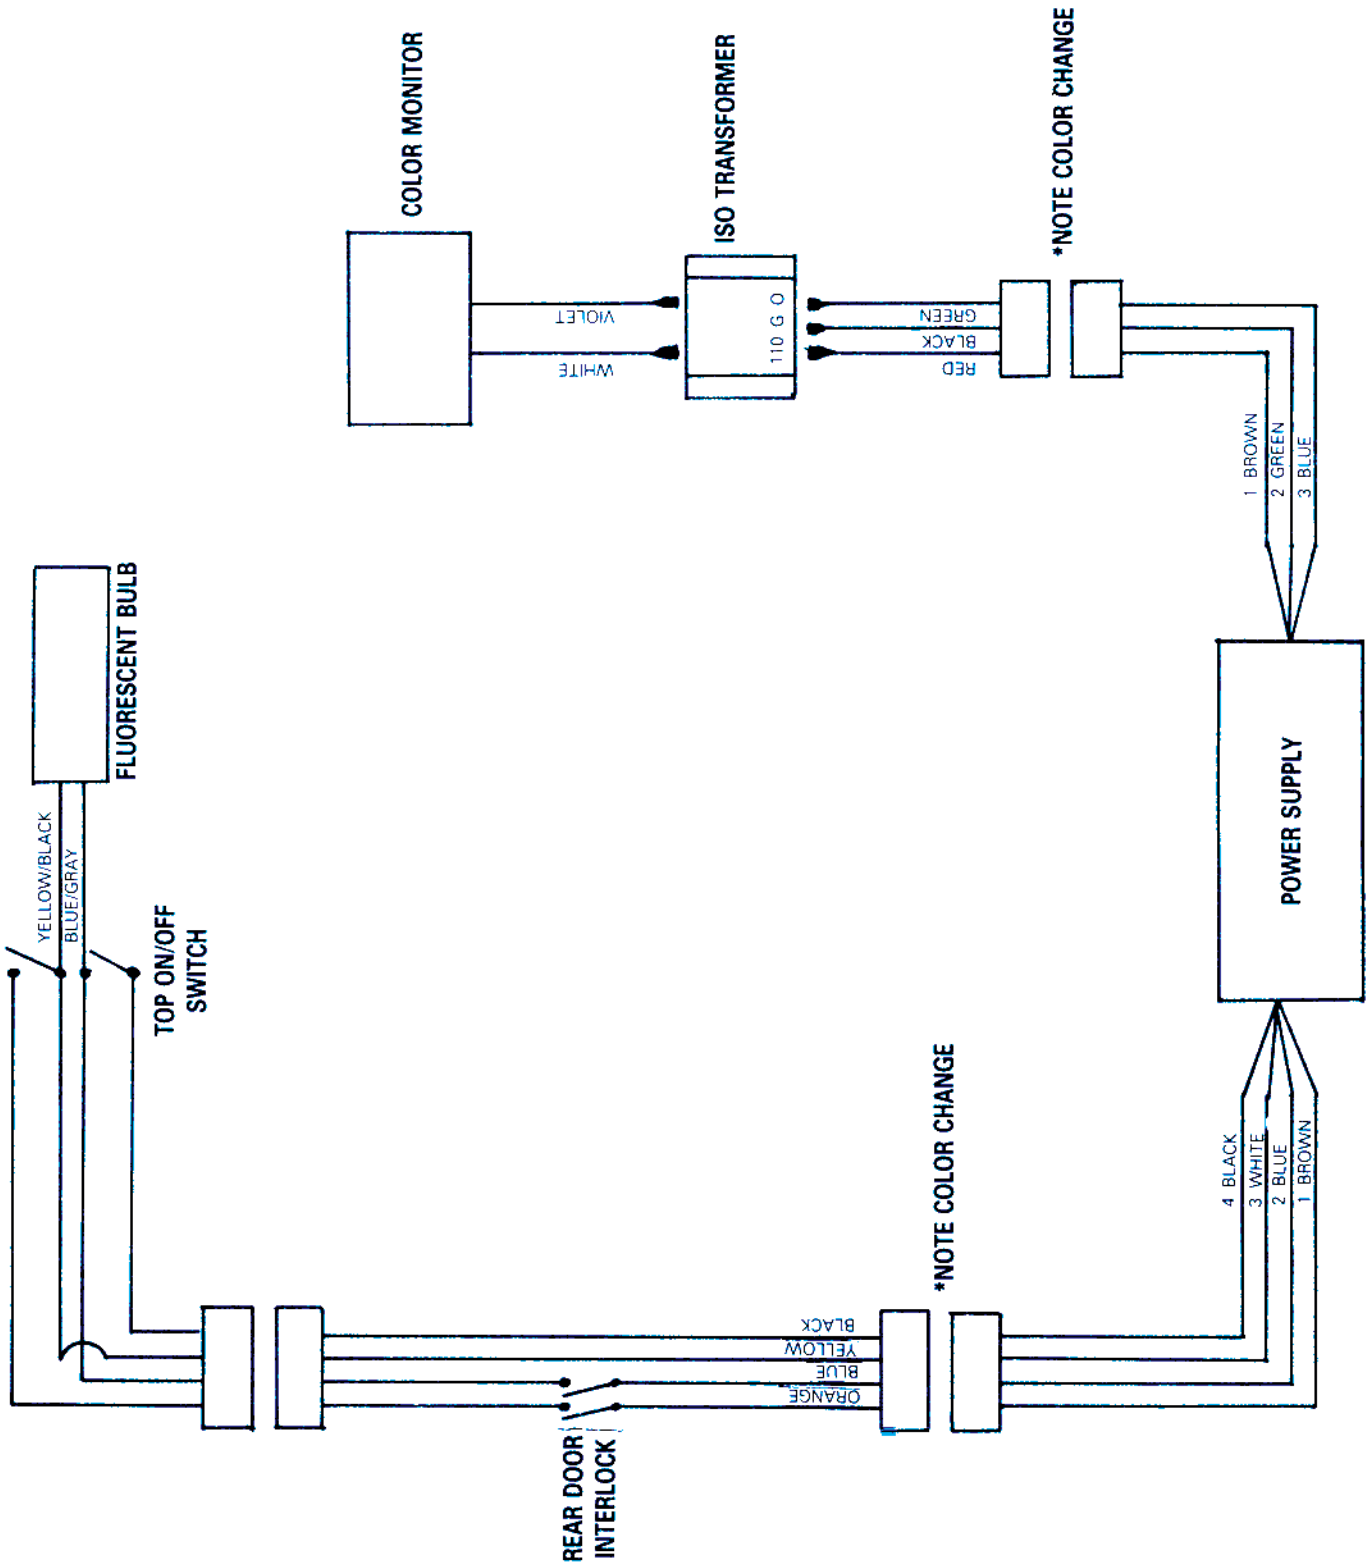 COLOR MONITOR
WHITE
VIOLET
ISO TRANSFORMER
110 G O
RED
BLACK
GREEN
*NOTE COLOR CHANGE
1 BROWN
2 GREEN
3 BLUE
FLUORESCENT BULB
YELLOW/BLACK
BLUE/GRAY
TOP ON/OFF
SWITCH
POWER SUPPLY
*NOTE COLOR CHANGE
4 BLACK
3 WHITE
2 BLUE
1 BROWN
BLACK
YELLOW
BLUE
ORANGE
REAR DOOR
INTERLOCK